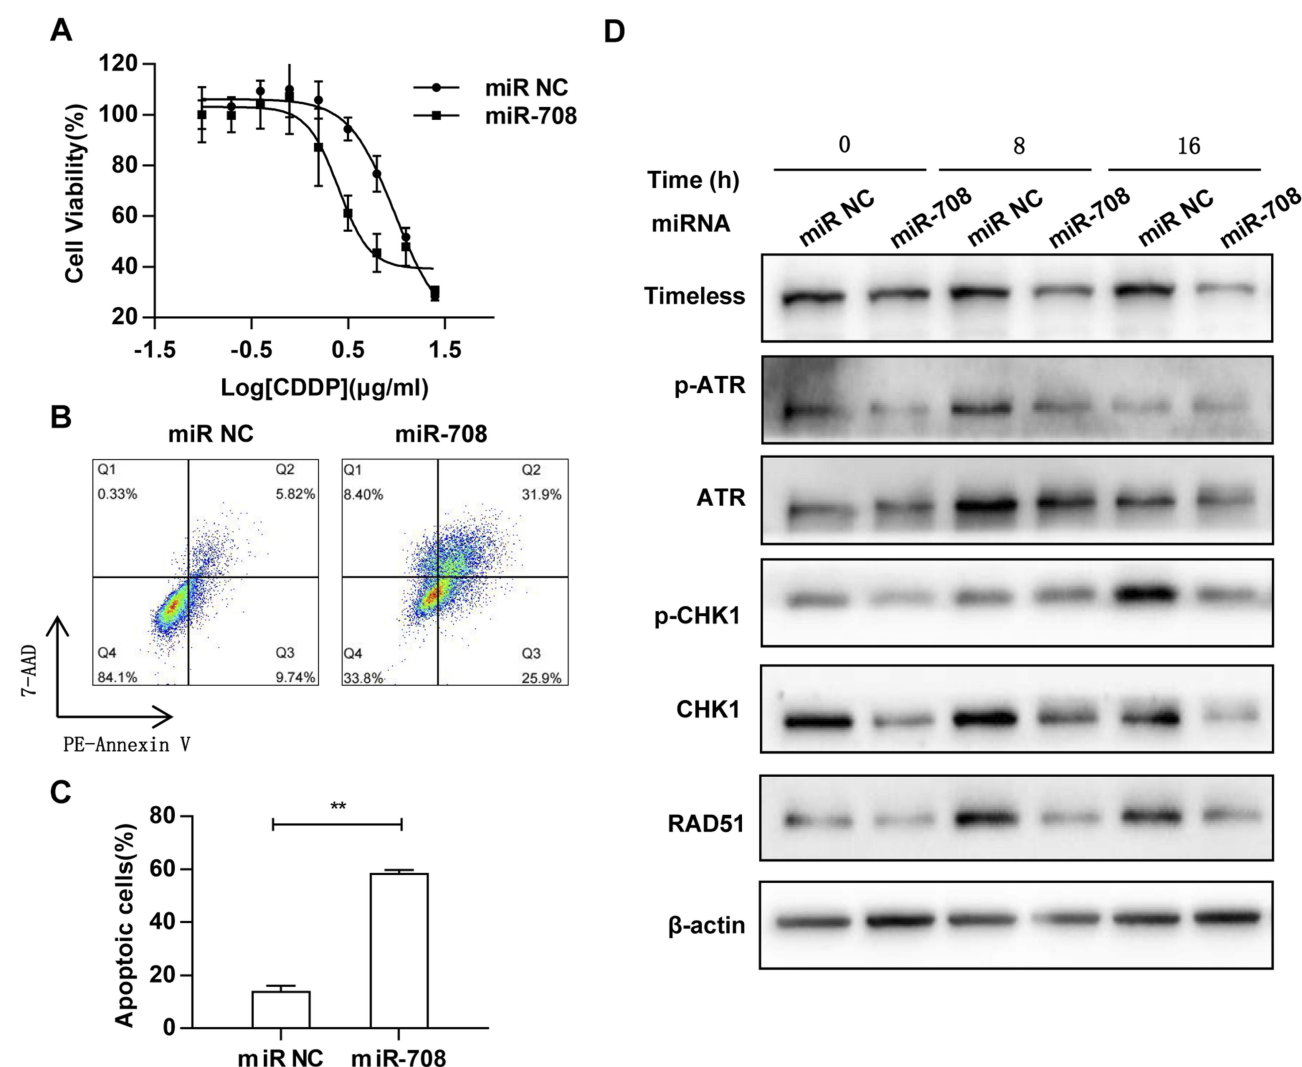 A
120
100
80
60
40
20
Cell Viability(%)
miR NC
miR-708
-1.5
-0.5
0.5
1.5
Log[CDDP](μg/ml)
B
miR NC
miR-708
Q1
0.33%
Q2
5.82%
Q4
84.1%
Q3
9.74%
Q1
8.40%
Q2
31.9%
Q4
33.8%
Q3
25.9%
7-AAD
PE-Annexin V
C
80
60
40
20
0
Apoptoic cells(%)
**
miR NC
miR-708
D
0
8
16
Time (h)
miRNA
miR NC
miR-708
miR NC
miR-708
miR NC
miR-708
Timeless
p-ATR
ATR
p-CHK1
CHK1
RAD51
β-actin